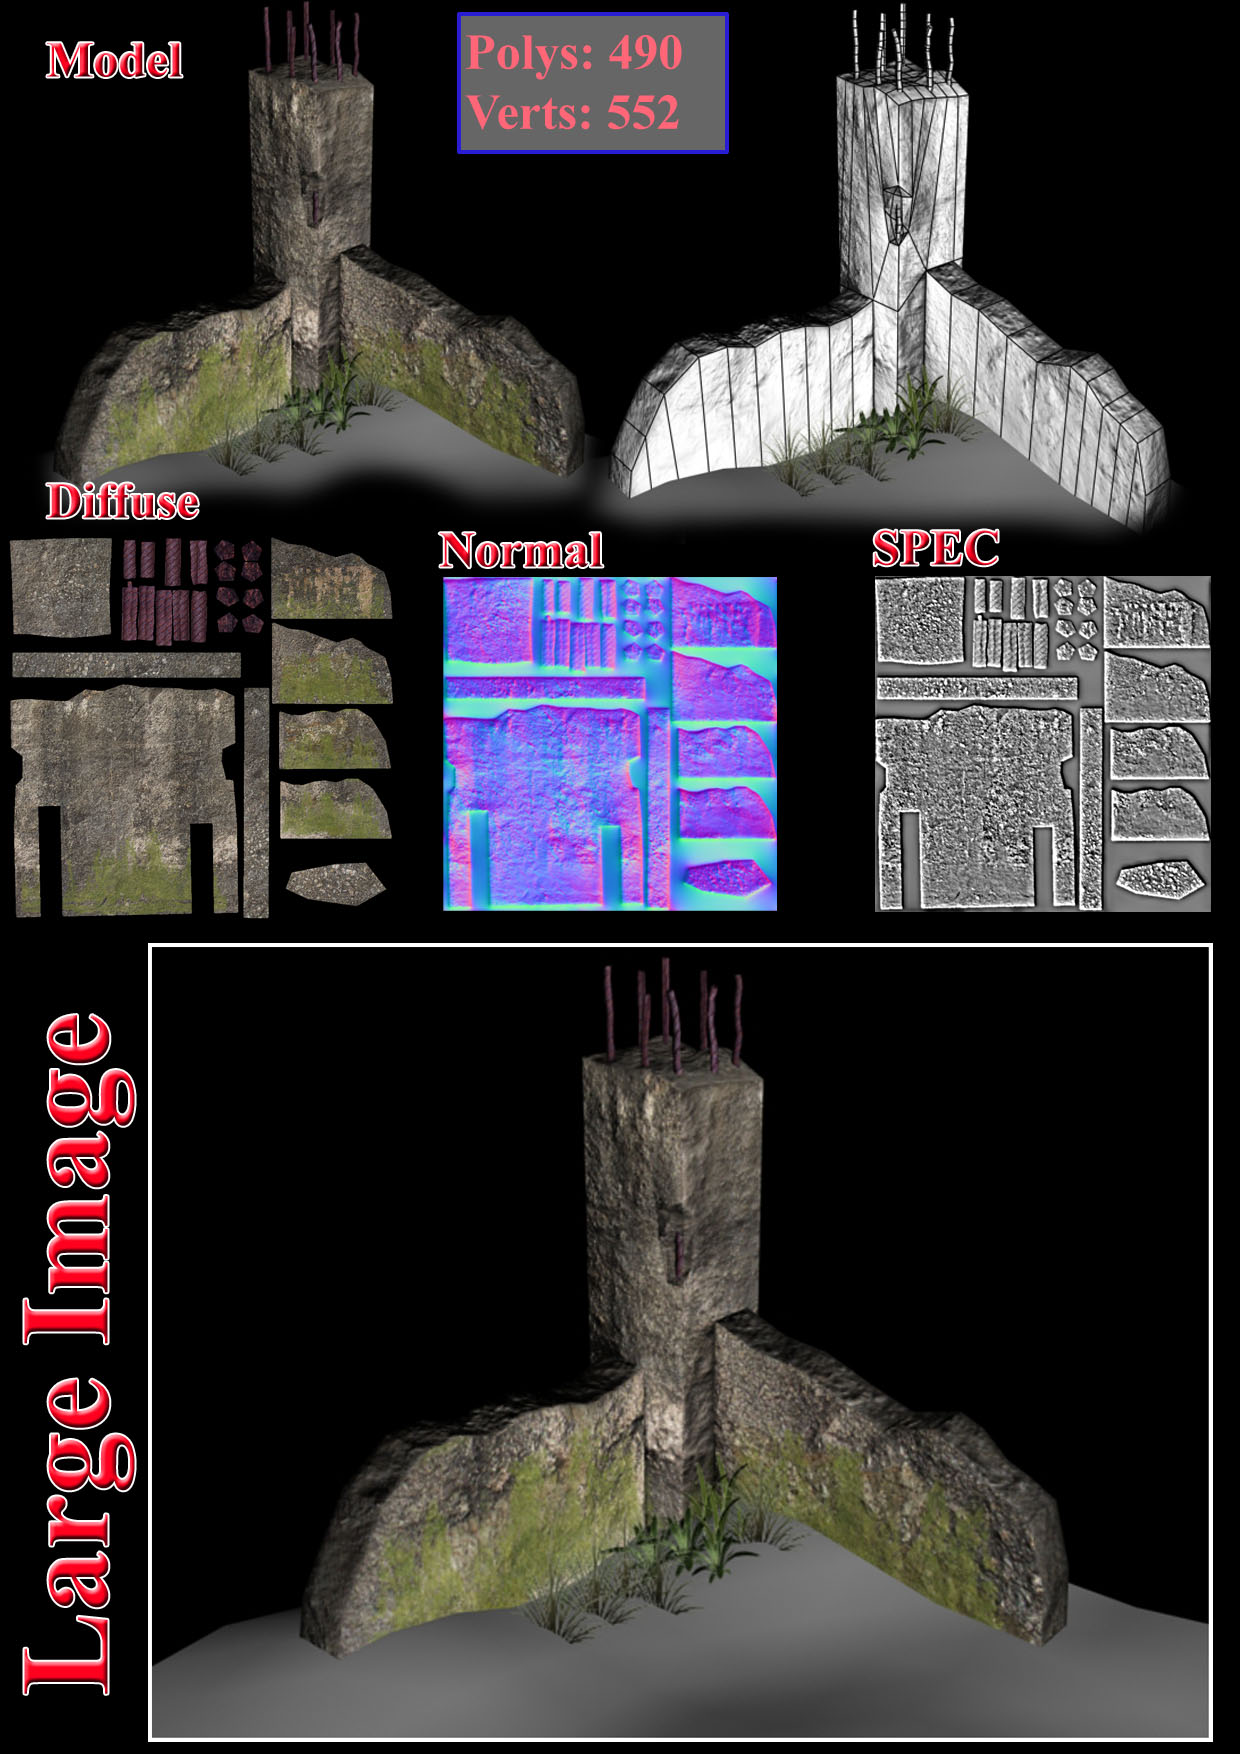 Model
Polys: 490
Verts: 552
Diffuse
Normal
SPEC
Large Image